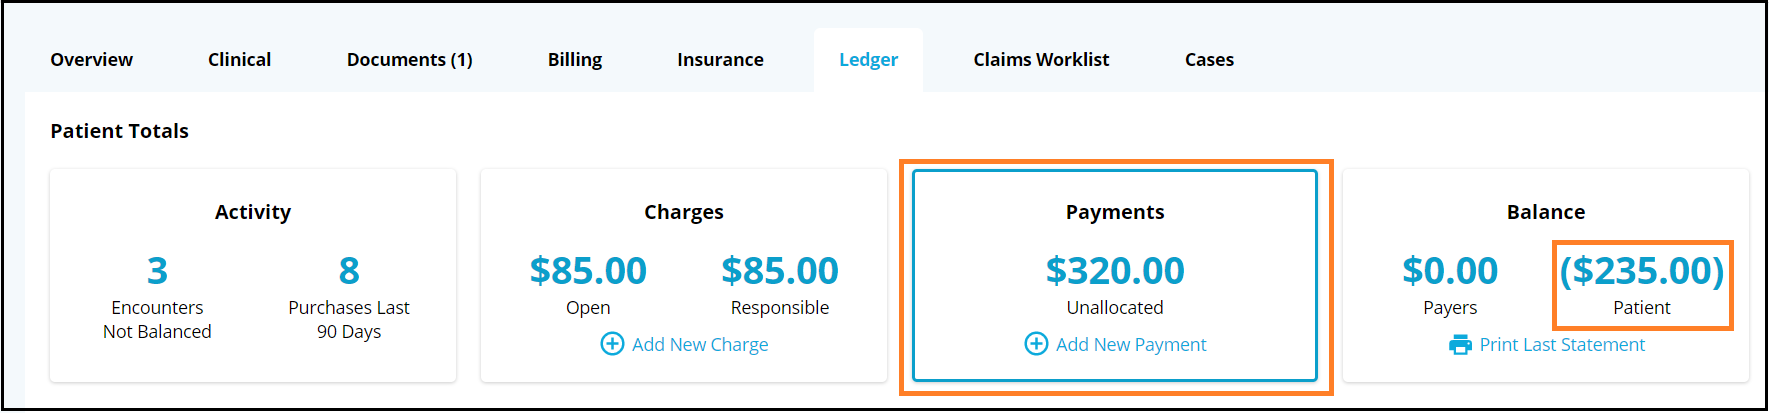 Overview Clinical Documents (1) Billing Insurance Ledger Claims Worklist Cases
Patient Totals
Activity
3 8
Encounters Purchases Last
Not Balanced 90 Days
Charges
$85.00 $85.00
Open Responsible
Add New Charge
Payments
$320.00
Unallocated
Add New Payment
Balance
$0.00 ($235.00)
Payers Patient
Print Last Statement